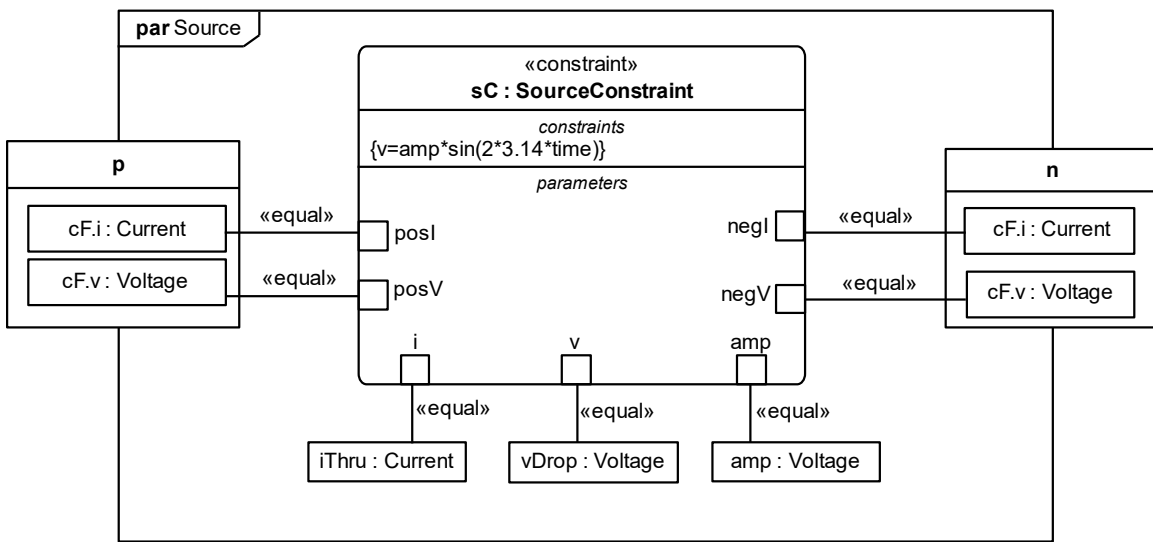 par Source
«constraint»
sC : SourceConstraint
constraints
{v=amp*sin(2*3.14*time)}
parameters
p
cF.i : Current
cF.v : Voltage
«equal»
«equal»
posI
posV
negI
negV
«equal»
«equal»
n
cF.i : Current
cF.v : Voltage
i
v
amp
«equal»
«equal»
«equal»
iThru : Current
vDrop : Voltage
amp : Voltage